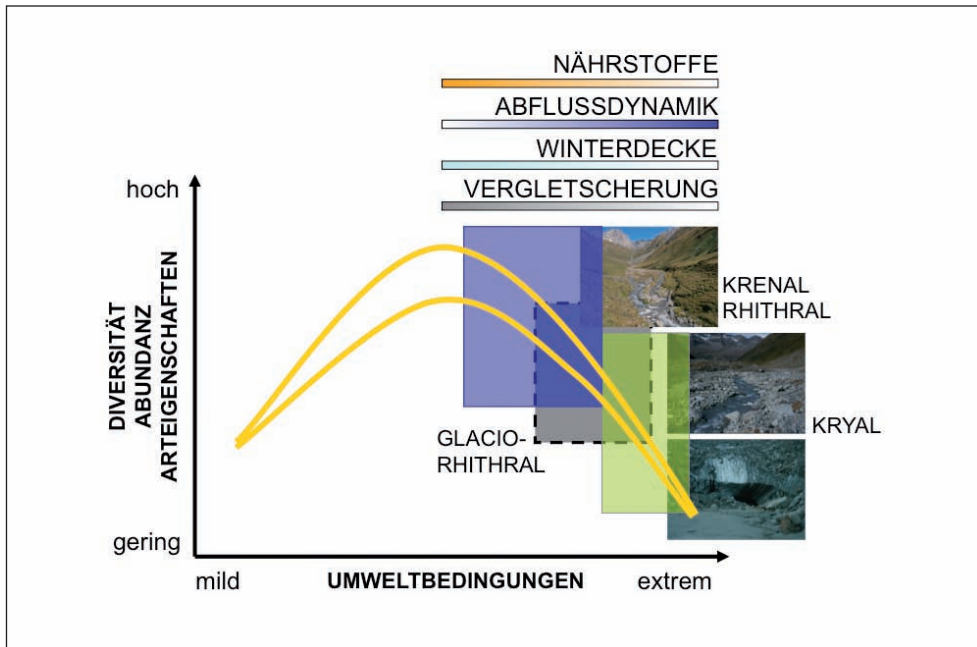 NÄHRSTOFFE
ABFLUSSDYNAMIK
WINTERDECKE
VERGLETSCHERUNG
hoch
DIVERSITÄT
ABUNDANZ
ARTEIGENSCHAFTEN
KRENAL
RHITHRAL
GLACIO-
RHITHRAL
KRYAL
gering
mild
UMWELTBEDINGUNGEN
extrem